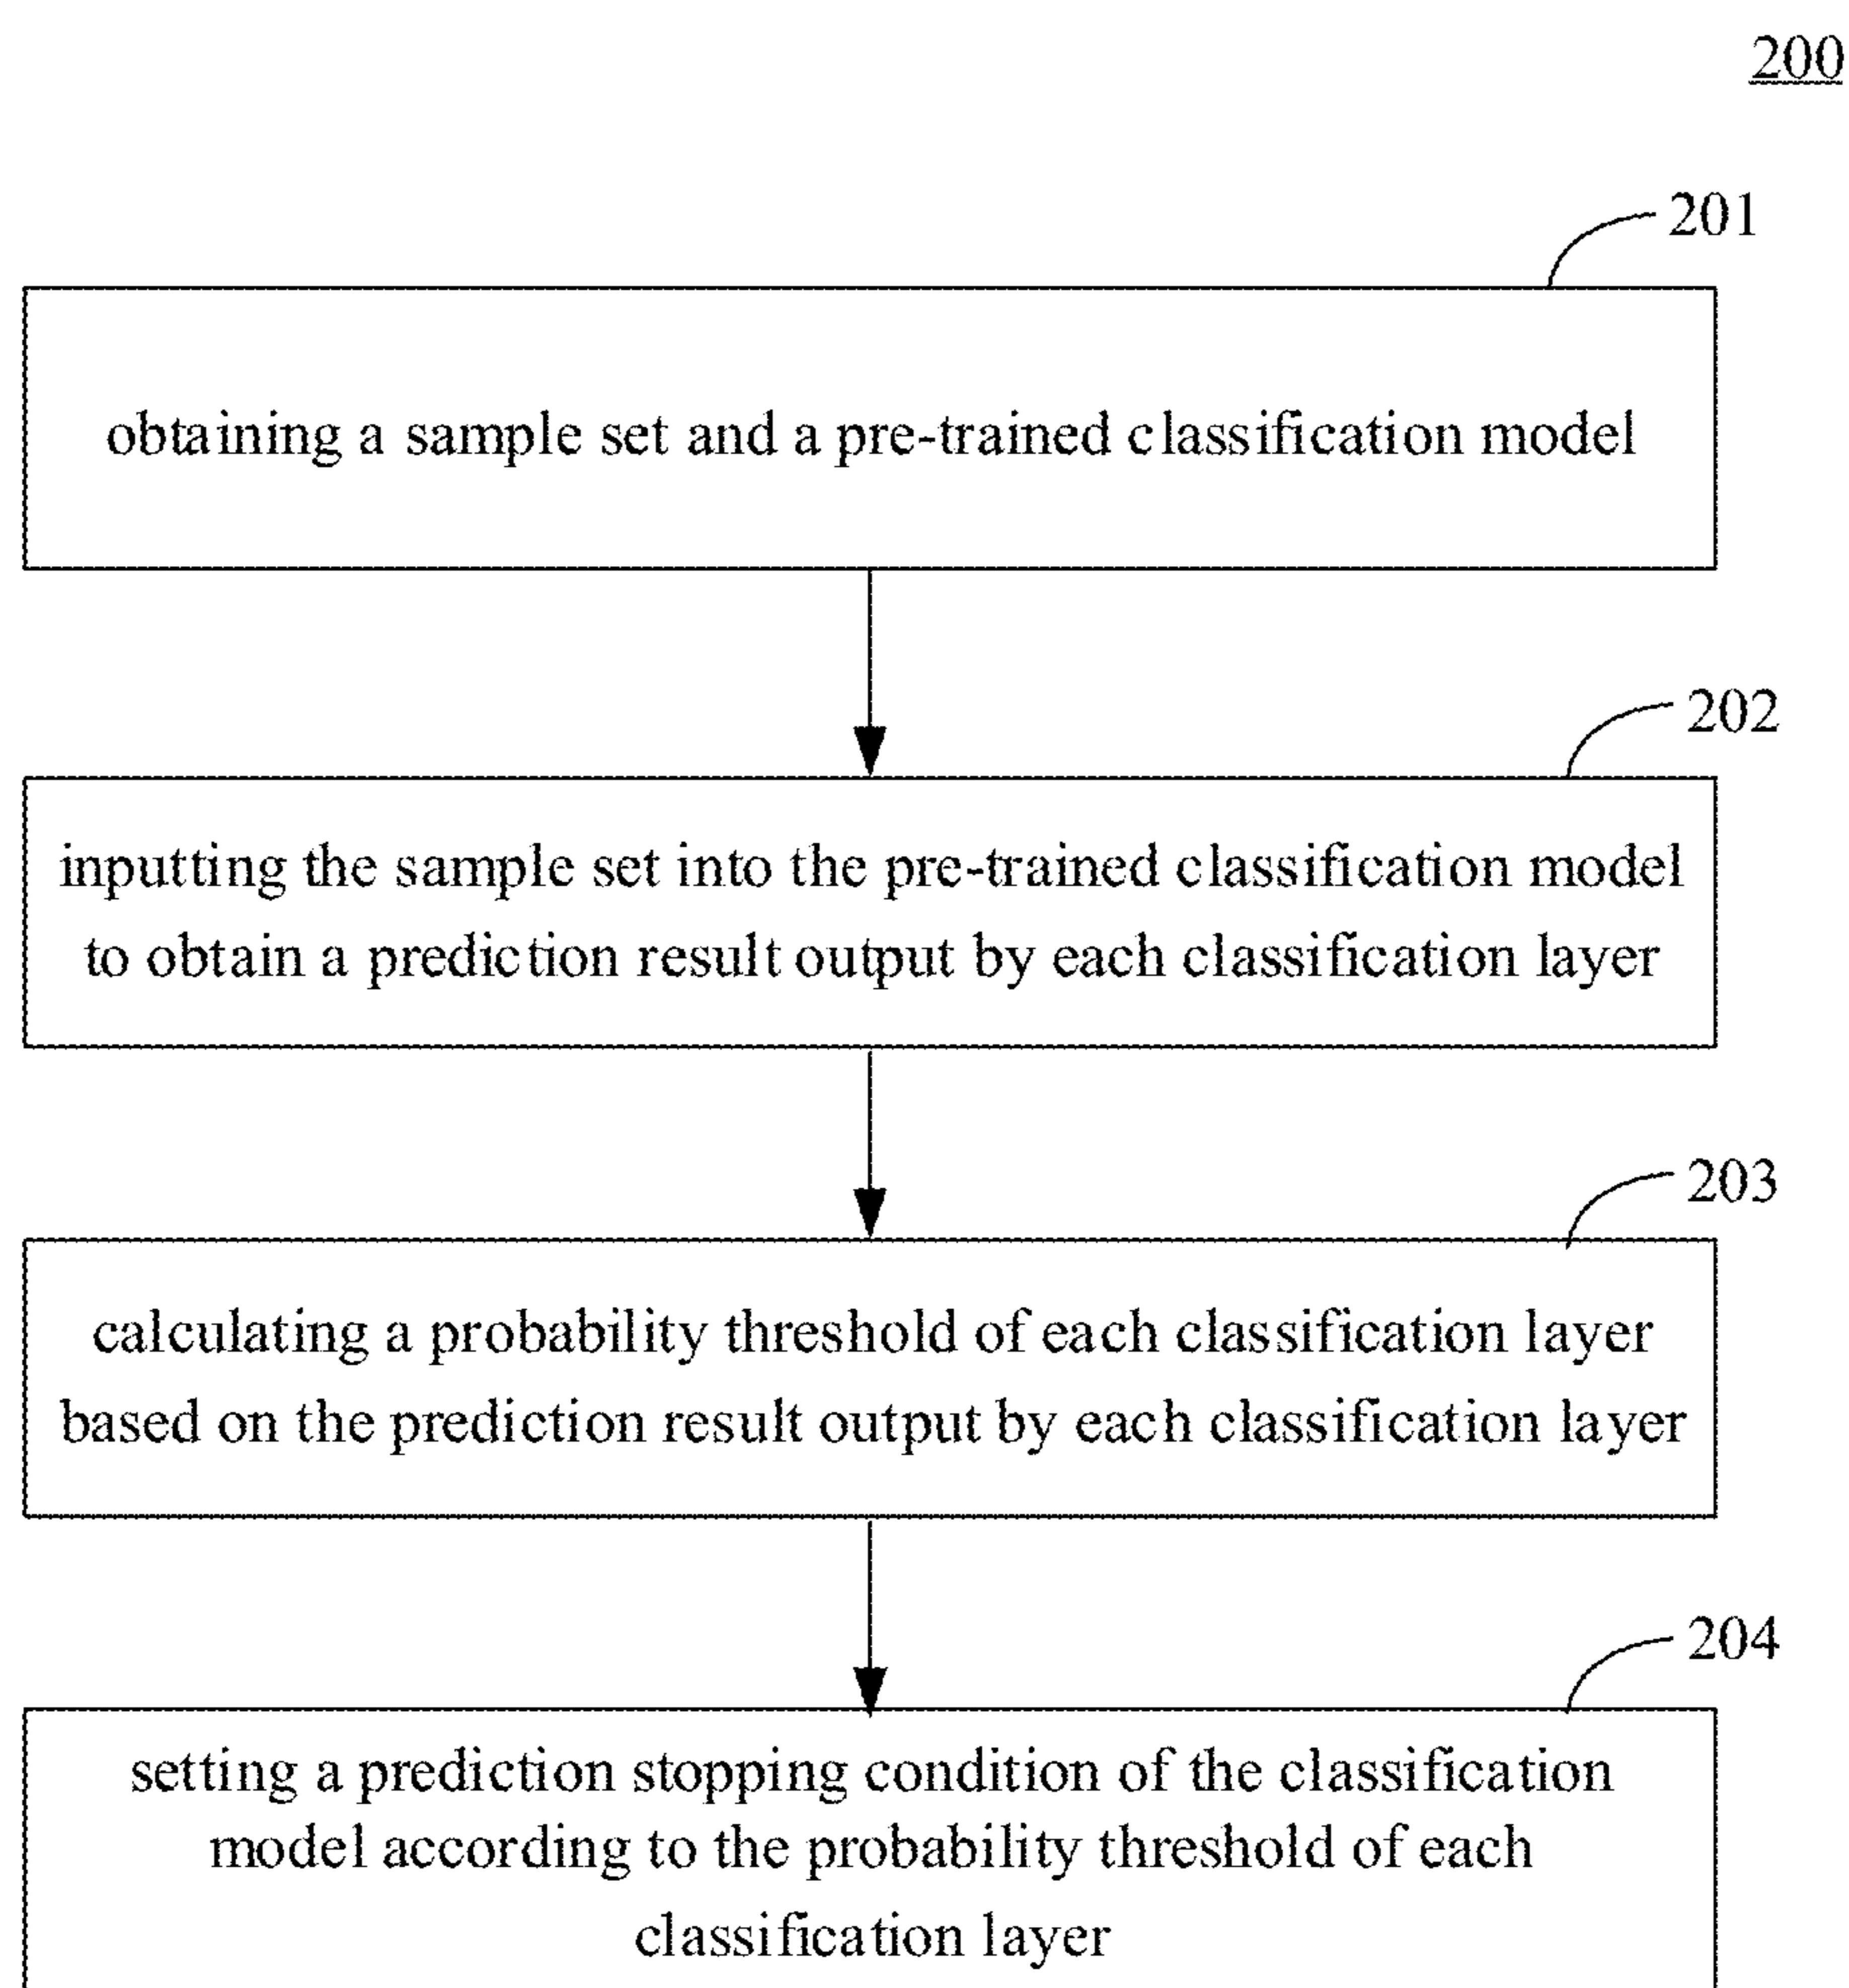 200
201
obtaining a sample set and a pre-trained classification model
202
inputting the sample set into the pre-trained classification model
to obtain a prediction result output by each classification layer
203
calculating a probability threshold of each classification layer
based on the prediction result output by each classification layer
204
setting a prediction stopping condition of the classification
model according to the probability threshold of each
classification layer